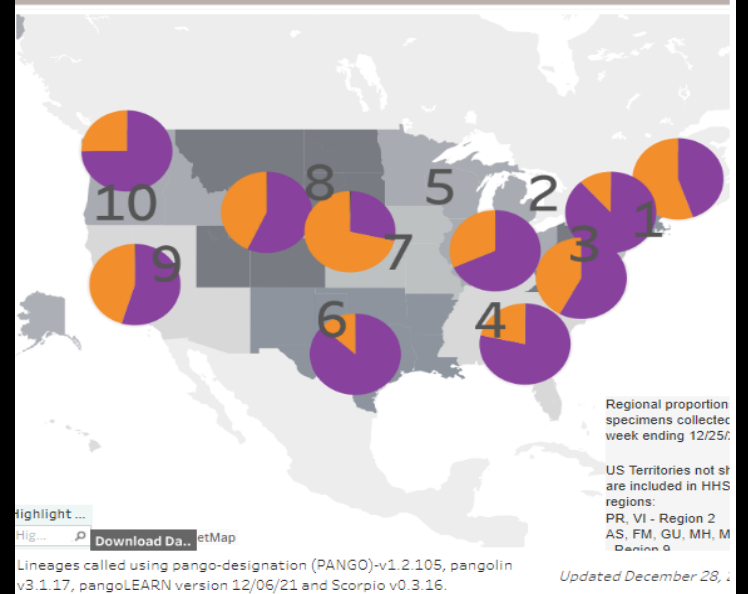 8
5
2
10
1
7
3
9
6
4
Regional proportion
specimens collected
week ending 12/25/
US Territories not sh
are included in HHS
regions:
PR, VI - Region 2
AS, FM, GU, MH, M
Region 9
Highlight ...
Hig...
Download Da..
etMap
Lineages called using pango-designation (PANGO)-v1.2.105, pangolin
v3.1.17, pangoLEARN version 12/06/21 and Scorpio v0.3.16.
Updated December 28,